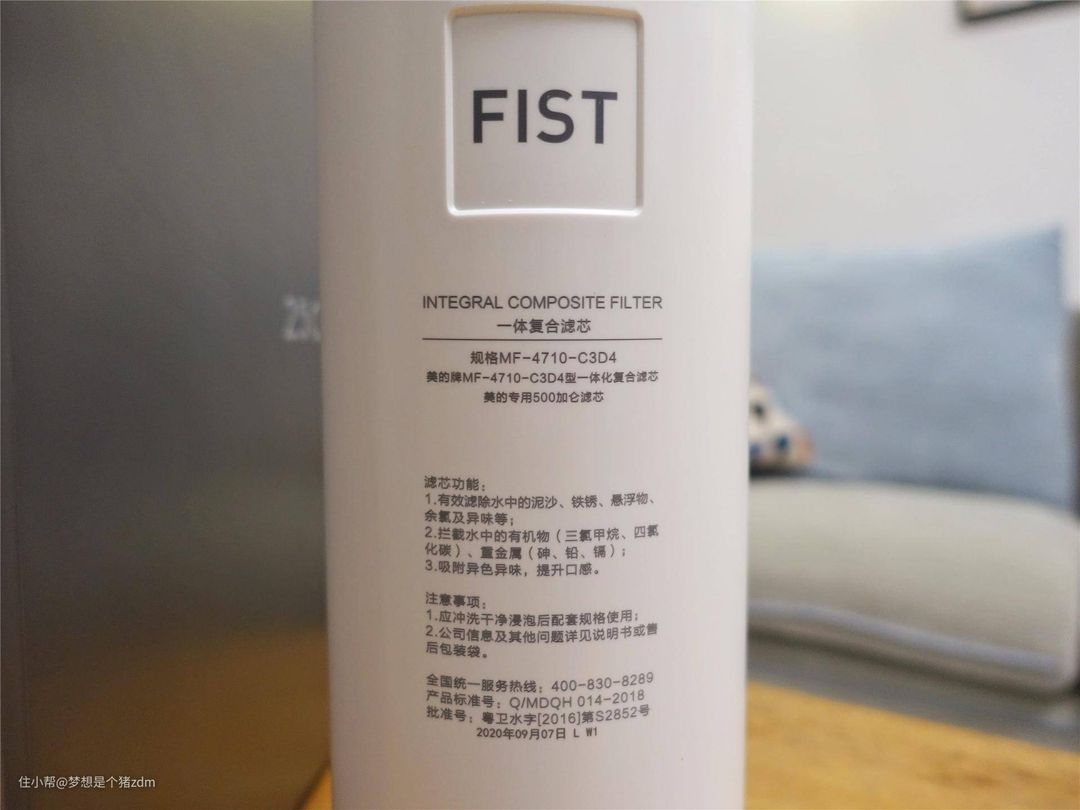 FIST
INTEGRAL COMPOSITE FILTER
一体复合滤芯
规格MF-4710-C3D4
美的牌MF-4710-C3D4型一体化复合滤芯
美的专用500加仑滤芯
滤芯功能：
1.有效滤除水中的泥沙、铁锈、悬浮物、
余氯及异味等；
2.拦截水中的有机物（三氯甲烷、四氯
化碳）、重金属（砷、铅、镉）；
3.吸附异色异味，提升口感。
注意事项：
1.应冲洗干净浸泡后配套规格使用；
2.公司信息及其他问题详见说明书或售
后包装袋。
全国统一服务热线：400-830-8289
产品标准号：Q/MDQH 014-2018
批准号：粤卫水字[2016]第S2852号
2020年09月07日 L W1
住小帮@梦想是个猪zdm